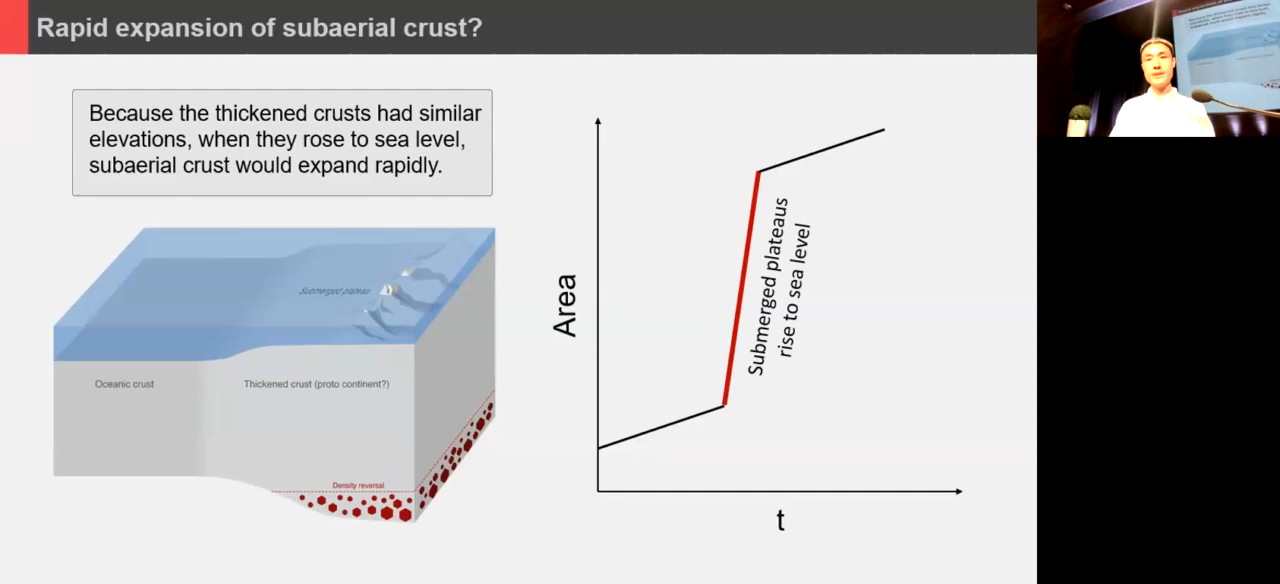 Rapid expansion of subaerial crust?
Because the thickened crusts had similar
elevations, when they rose to sea level,
subaerial crust would expand rapidly.
Submerged plateau
Oceanic crust
Thickened crust (proto continent?)
Density reversal
Area
Submerged plateaus
rise to sea level
t